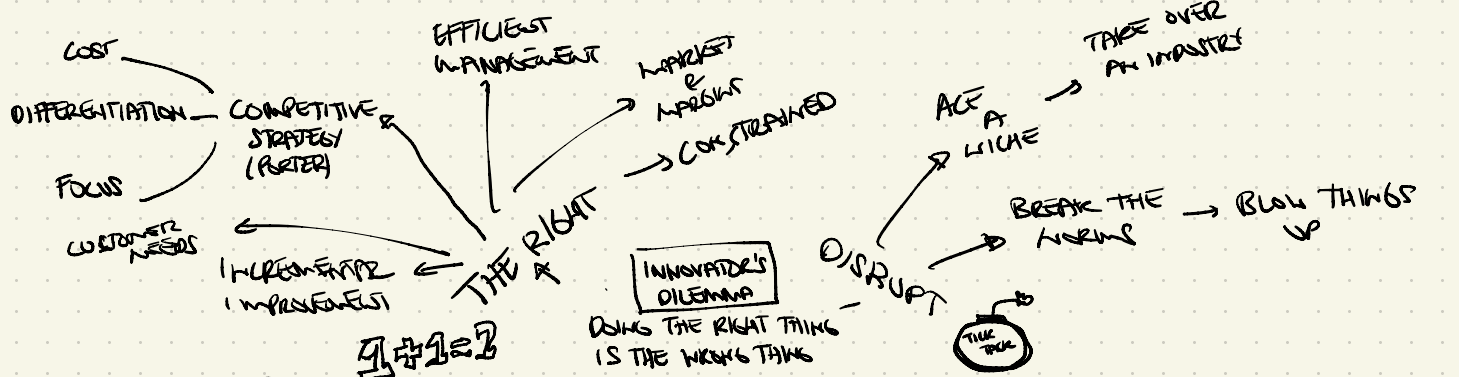 COST
DIFFERENTIATION
FOCUS
COMPETITIVE
STRATEGY
(PORTER)
CUSTOMER
NEEDS
INCREMENTAL
IMPROVEMENT
EFFICIENT
MANAGEMENT
MARKET
&
MARGINS
CONSTRAINED
THE RIGHT
1+1=2
INNOVATOR'S
DILEMMA
DOING THE RIGHT THING
IS THE WRONG THING
DISRUPT
ACE
A
NICHE
TAKE OVER
AN INDUSTRY
BREAK THE
NORMS
BLOW THINGS
UP
TICK
TACK